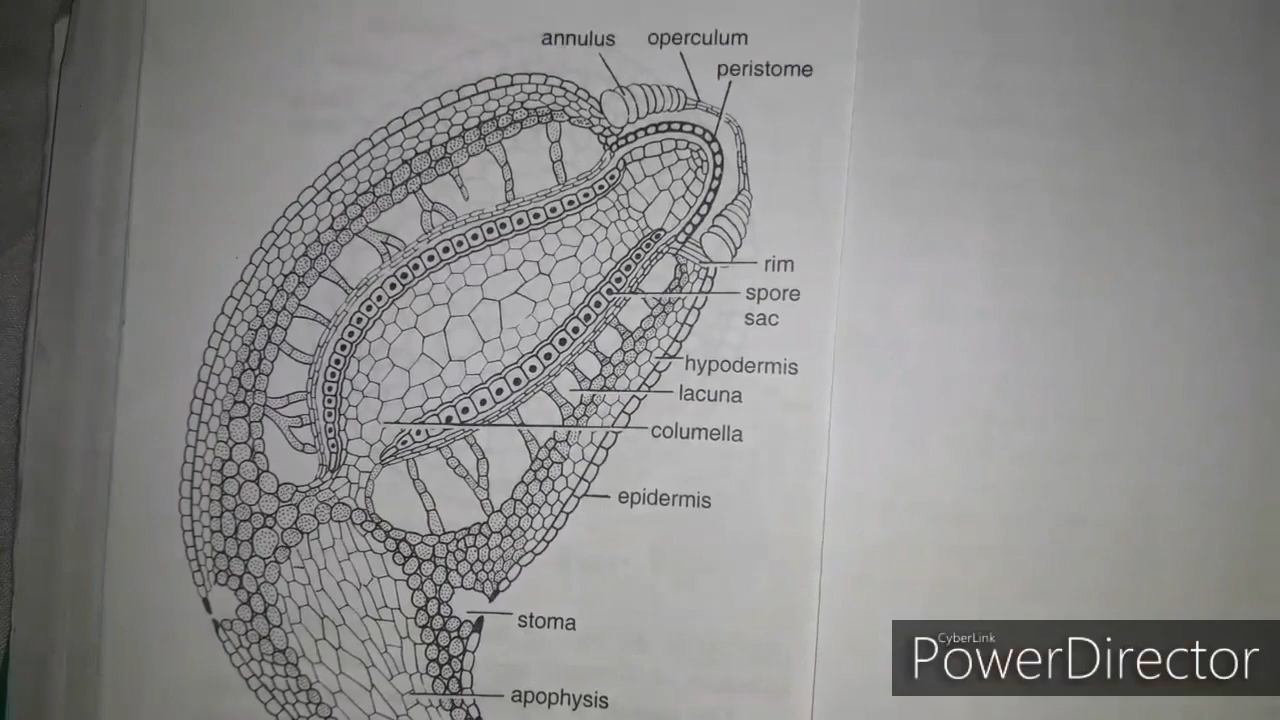 annulus
operculum
peristome
rim
spore
sac
hypodermis
lacuna
columella
epidermis
stoma
apophysis
CyberLink
PowerDirector